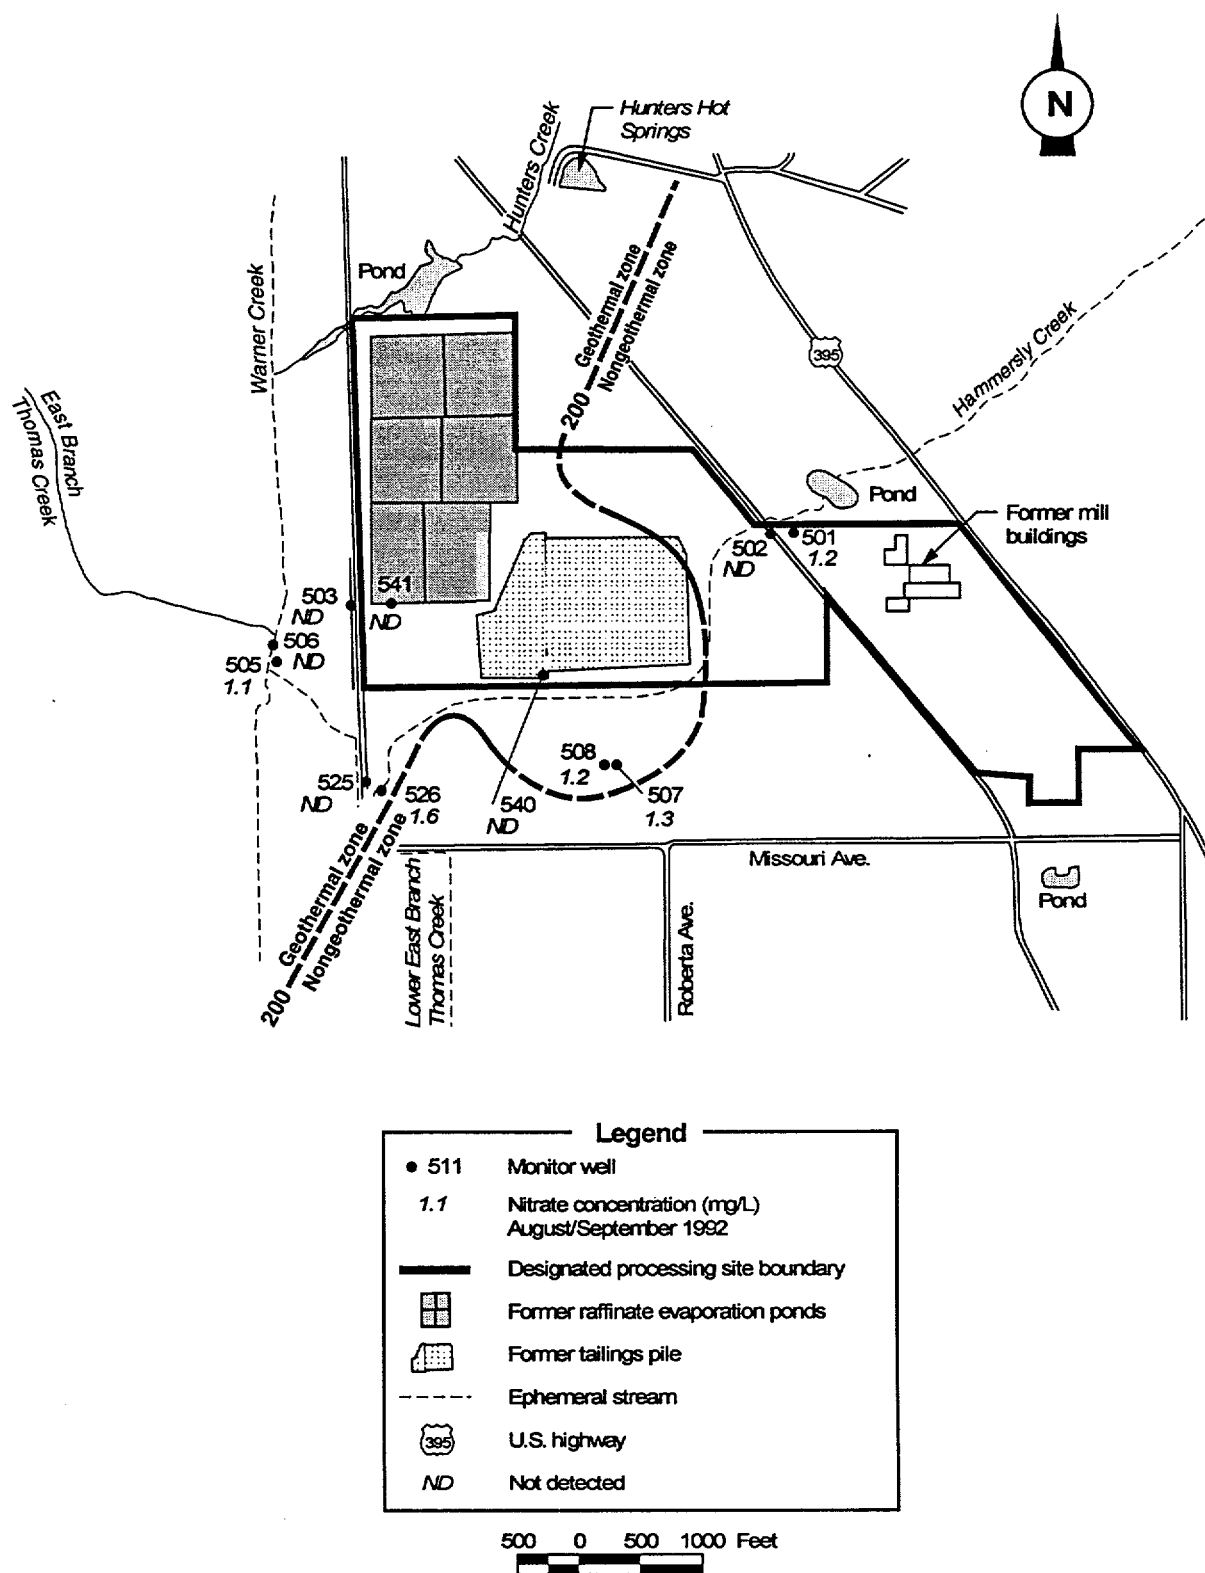 N
Hunters Hot
Springs
Hunters Creek
Pond
Warner Creek
Geothermal zone
Nongeothermal zone
200
395
Hammersly Creek
East Branch
Thomas Creek
Pond
Former mill
buildings
502
ND
501
1.2
541
ND
503
ND
506
ND
505
1.1
508
1.2
507
1.3
525
ND
526
1.6
540
ND
Missouri Ave.
Pond
Geothermal zone
Nongeothermal zone
200
Lower East Branch
Thomas Creek
Roberta Ave.
Legend
511 Monitor well
1.1 Nitrate concentration (mg/L)
August/September 1992
Designated processing site boundary
Former raffinate evaporation ponds
Former tailings pile
Ephemeral stream
395 U.S. highway
ND Not detected
500 0 500 1000 Feet